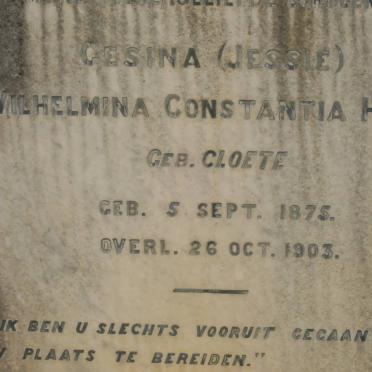 GESINA (JESSIE)
WILHELMINA CONSTANTIA H
GEB. CLOETE
GEB. 5 SEPT. 1875.
OVERL. 26 OCT. 1903.
IK BEN U SLECHTS VOORUIT GEGAAN
PLAATS TE BEREIDEN."